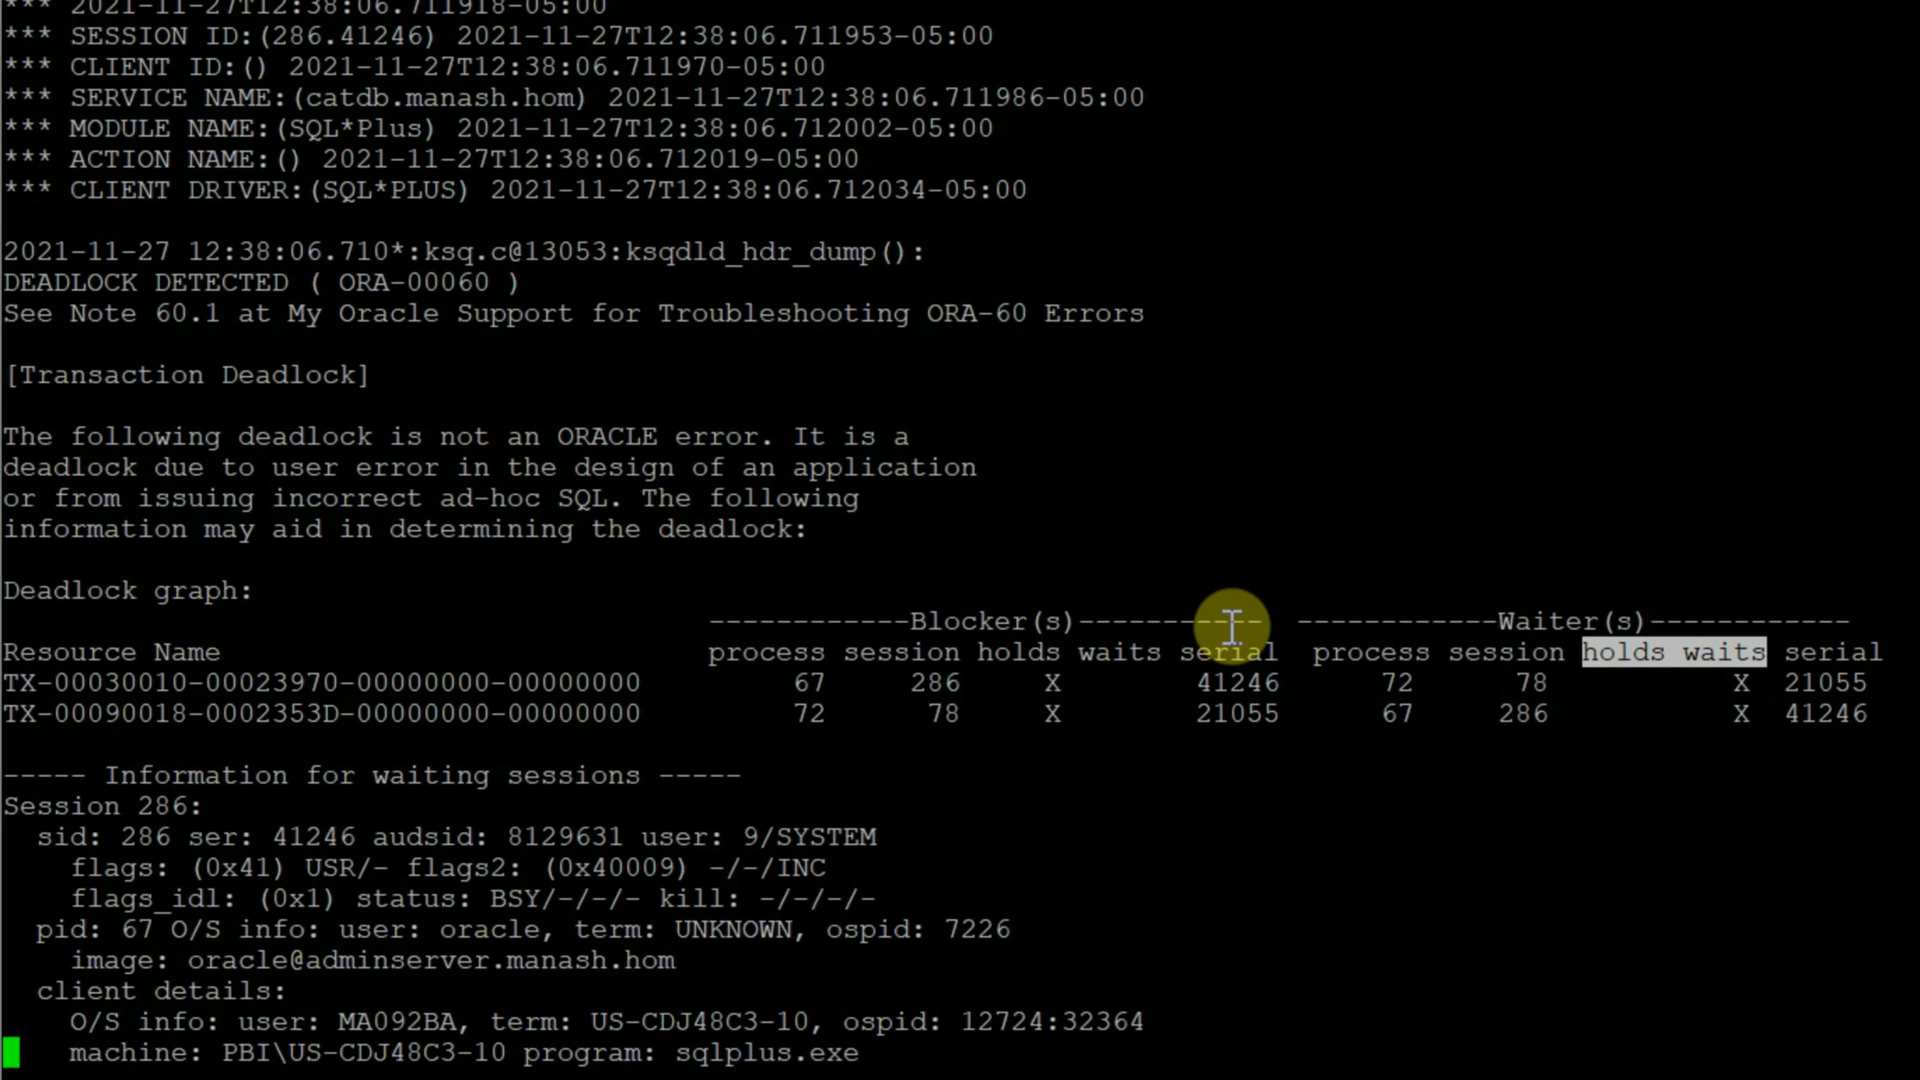 *** 2021-11-27T12:38:06.711918-05:00
*** SESSION ID:(286.41246) 2021-11-27T12:38:06.711953-05:00
*** CLIENT ID:() 2021-11-27T12:38:06.711970-05:00
*** SERVICE NAME:(catdb.manash.hom) 2021-11-27T12:38:06.711986-05:00
*** MODULE NAME:(SQL*Plus) 2021-11-27T12:38:06.712002-05:00
*** ACTION NAME:() 2021-11-27T12:38:06.712019-05:00
*** CLIENT DRIVER:(SQL*PLUS) 2021-11-27T12:38:06.712034-05:00
2021-11-27 12:38:06.710*:ksq.c@13053:ksqdld_hdr_dump():
DEADLOCK DETECTED ( ORA-00060 )
See Note 60.1 at My Oracle Support for Troubleshooting ORA-60 Errors
[Transaction Deadlock]
The following deadlock is not an ORACLE error. It is a
deadlock due to user error in the design of an application
or from issuing incorrect ad-hoc SQL. The following
information may aid in determining the deadlock:
Deadlock graph:
------------Blocker(s)-----------  ------------Waiter(s)------------
Resource Name process session holds waits serial process session holds waits serial
TX-00030010-00023970-00000000-00000000 67 286 X 41246 72 78 X 21055
TX-00090018-0002353D-00000000-00000000 72 78 X 21055 67 286 X 41246
----- Information for waiting sessions -----
Session 286:
sid: 286 ser: 41246 audsid: 8129631 user: 9/SYSTEM
flags: (0x41) USR/- flags2: (0x40009) -/-/INC
flags_idl: (0x1) status: BSY/-/-/- kill: -/-/-/-
pid: 67 O/S info: user: oracle, term: UNKNOWN, ospid: 7226
image: oracle@adminserver.manash.hom
client details:
O/S info: user: MA092BA, term: US-CDJ48C3-10, ospid: 12724:32364
machine: PBI\US-CDJ48C3-10 program: sqlplus.exe